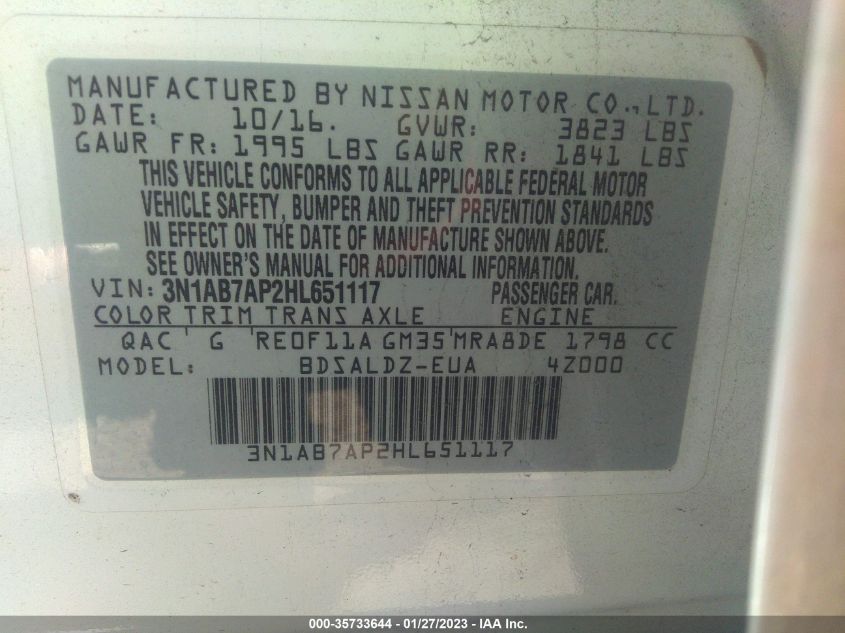 MANUFACTURED BY NISSAN MOTOR CO.,LTD.
DATE: 10/16. GVWR: 3823 LBS
GAWR FR: 1995 LBS GAWR RR: 1841 LBS
THIS VEHICLE CONFORMS TO ALL APPLICABLE FEDERAL MOTOR
VEHICLE SAFETY, BUMPER AND THEFT PREVENTION STANDARDS
IN EFFECT ON THE DATE OF MANUFACTURE SHOWN ABOVE.
SEE OWNER'S MANUAL FOR ADDITIONAL INFORMATION.
VIN: 3N1AB7AP2HL651117 PASSENGER CAR.
COLOR TRIM TRANS AXLE ENGINE
QAC G RE0F11A GM35 MRA8DE 1798 CC
MODEL: BDSALDZ-EUA 4Z000
3N1AB7AP2HL651117
000-35733644 / 01/27/2023 - IAA Inc.